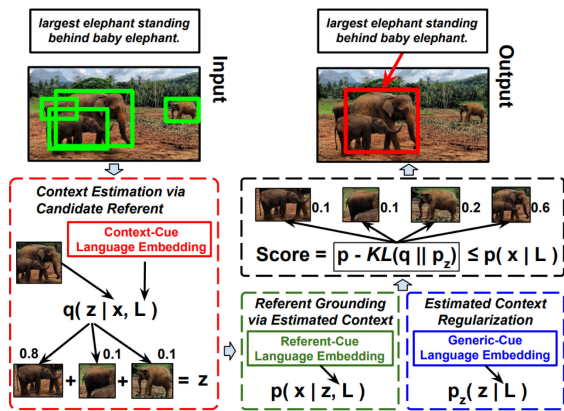 largest elephant standing
behind baby elephant.
Input
largest elephant standing
behind baby elephant.
Output
Context Estimation via
Candidate Referent
Context-Cue
Language Embedding
q( z | x, L )
0.8
0.1
0.1
+
+
= z
0.1
0.1
0.2
0.6
Score = p - KL(q || pz) ≤ p( x | L )
Referent Grounding
via Estimated Context
Referent-Cue
Language Embedding
p( x | z, L )
Estimated Context
Regularization
Generic-Cue
Language Embedding
pz( z | L )